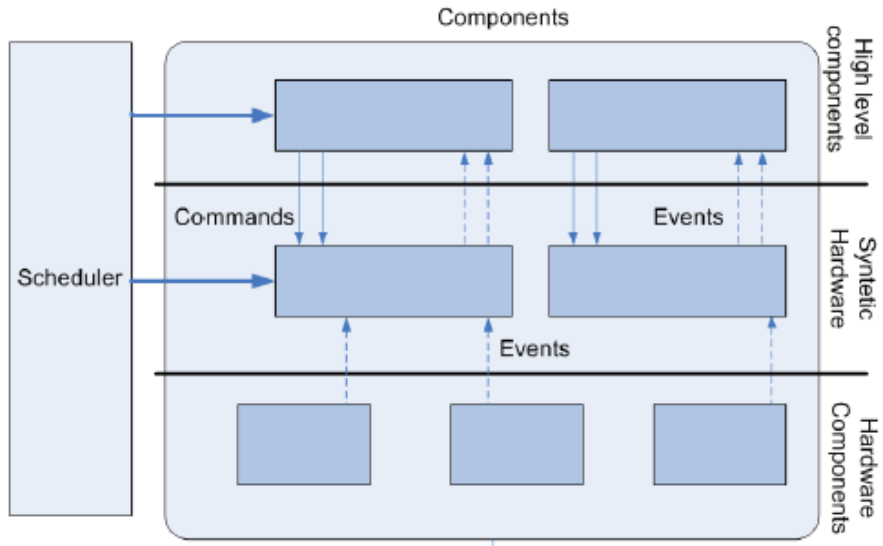 Components
High level
components
Commands
Events
Scheduler
Syntetic
Hardware
Events
Hardware
Components